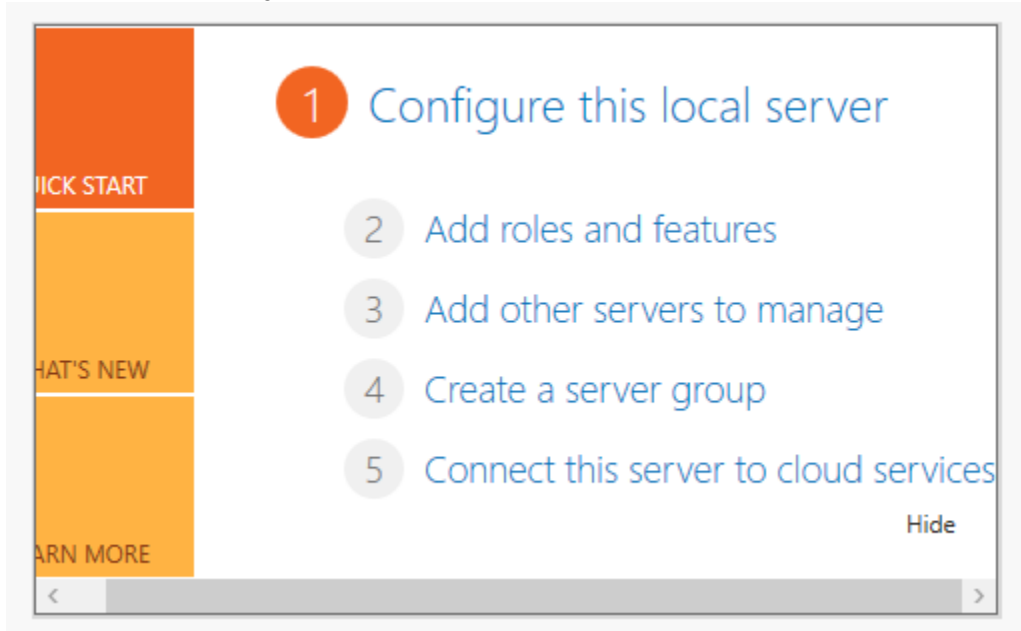 1 Configure this local server
UICK START
2 Add roles and features
3 Add other servers to manage
HAT'S NEW
4 Create a server group
5 Connect this server to cloud services
Hide
ARN MORE